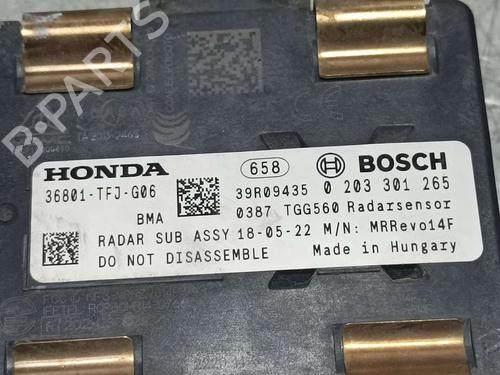 B-PARTS
HONDA 658 BOSCH
36801-TFJ-G06 39R09435 0 203 301 265
BMA 0387 TGG560 Radarsensor
RADAR SUB ASSY 18-05-22 M/N: MRRevo14F
DO NOT DISASSEMBLE Made in Hungary